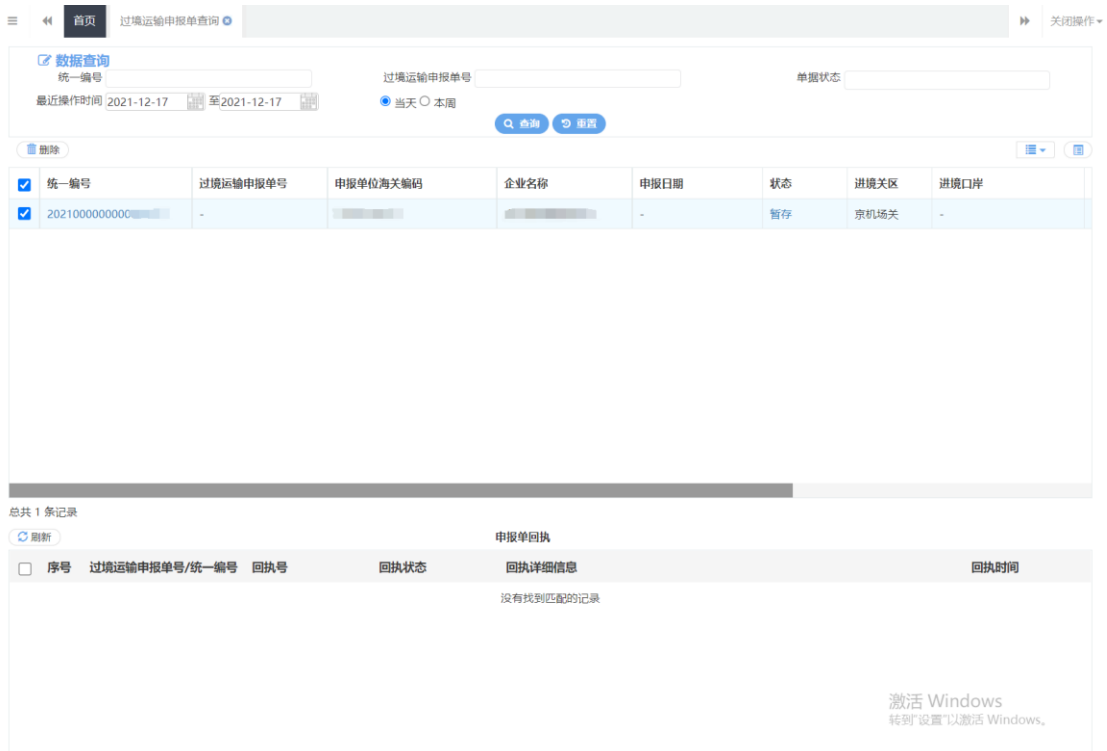 首页 过境运输申报单查询 关闭操作
数据查询
统一编号 过境运输申报单号 单据状态
最近操作时间 2021-12-17 至2021-12-17 当天 本周
查询 重置
删除
统一编号 过境运输申报单号 申报单位海关编码 企业名称 申报日期 状态 进境关区 进境口岸
2021000000000 - - 暂存 京机场关 -
总共 1 条记录
刷新 申报单回执
序号 过境运输申报单号/统一编号 回执号 回执状态 回执详细信息 回执时间
没有找到匹配的记录
激活 Windows
转到"设置"以激活 Windows。